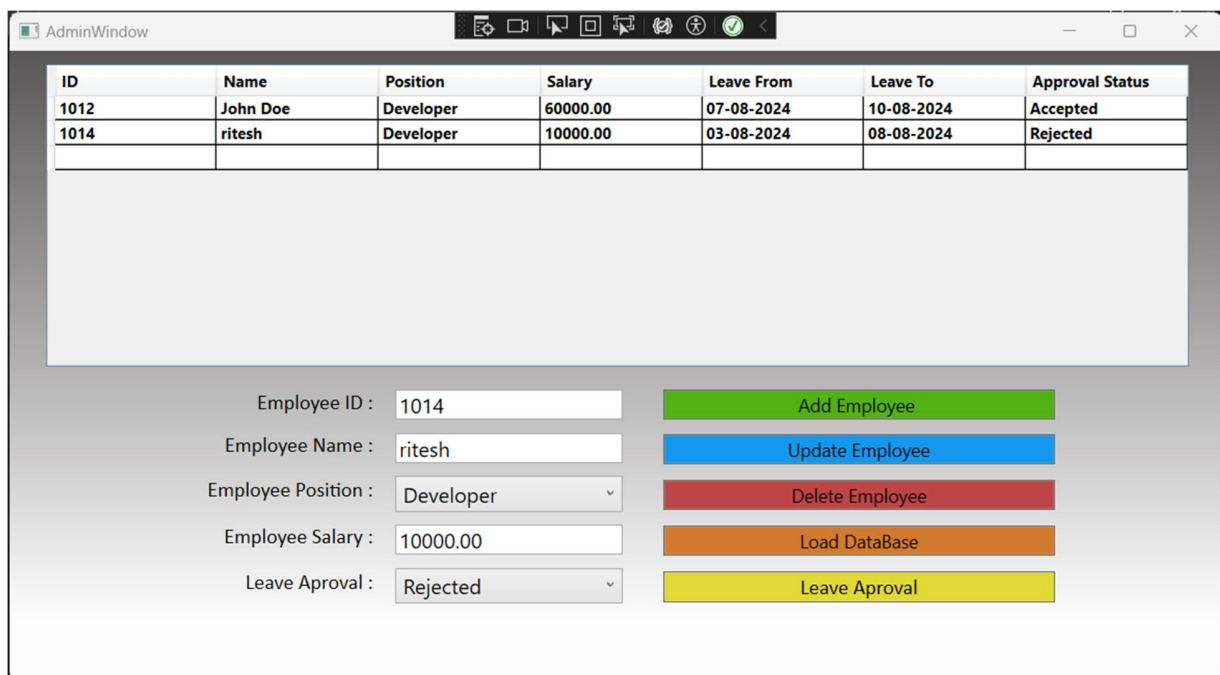 AdminWindow
ID Name Position Salary Leave From Leave To Approval Status
1012 John Doe Developer 60000.00 07-08-2024 10-08-2024 Accepted
1014 ritesh Developer 10000.00 03-08-2024 08-08-2024 Rejected
Employee ID : 1014 Add Employee
Employee Name : ritesh Update Employee
Employee Position : Developer Delete Employee
Employee Salary : 10000.00 Load DataBase
Leave Aproval : Rejected Leave Aproval